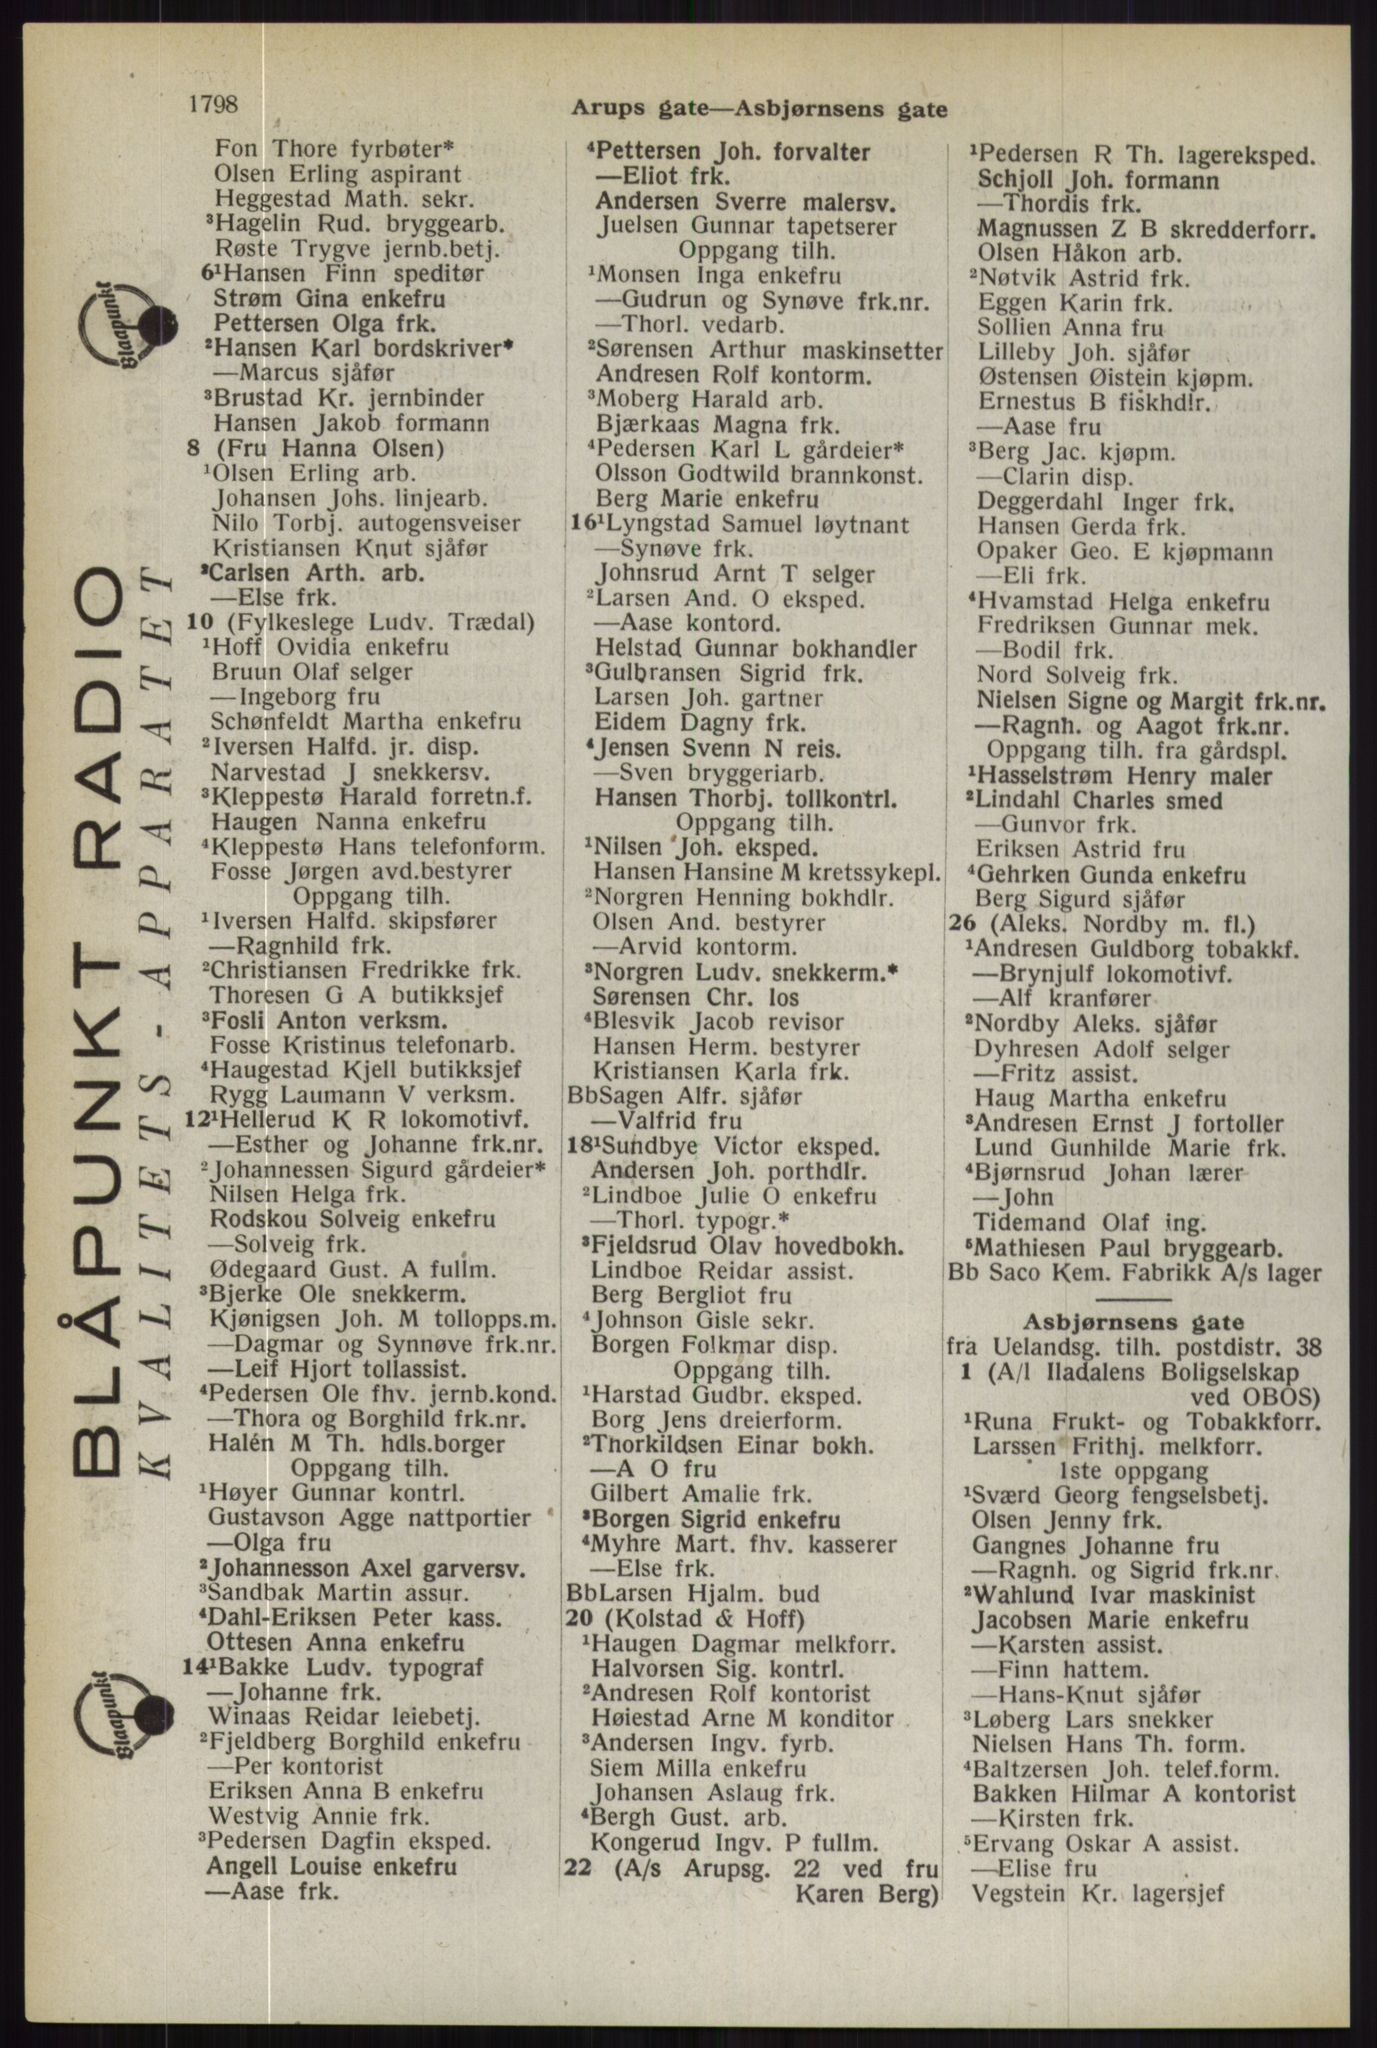 1798
Arups gate—Asbjørnsens gate
Fon Thore fyrbøter*
Olsen Erling aspirant
Heggestad Math. sekr.
³Hagelin Rud. bryggearb.
Røste Trygve jernb.betj.
6¹Hansen Finn speditør
Strøm Gina enkefru
Pettersen Olga frk.
²Hansen Karl bordskriver*
—Marcus sjåfør
³Brustad Kr. jernbinder
Hansen Jakob formann
8 (Fru Hanna Olsen)
¹Olsen Erling arb.
Johansen Johs. linjearb.
Nilo Torbj. autogensveiser
Kristiansen Knut sjåfør
²Carlsen Arth. arb.
—Else frk.
10 (Fylkeslege Ludv. Trædal)
¹Hoff Ovidia enkefru
Bruun Olaf selger
—Ingeborg fru
Schønfeldt Martha enkefru
²Iversen Halfd. jr. disp.
Narvestad J snekkersv.
³Kleppestø Harald forretn.f.
Haugen Nanna enkefru
⁴Kleppestø Hans telefonform.
Fosse Jørgen avd.bestyrer
Oppgang tilh.
¹Iversen Halfd. skipsfører
—Ragnhild frk.
²Christiansen Fredrikke frk.
Thoresen G A butikksjef
³Fosli Anton verksm.
Fosse Kristinus telefonarb.
⁴Haugestad Kjell butikksjef
Rygg Laumann V verksm.
12¹Hellerud K R lokomotivf.
—Esther og Johanne frk.nr.
²Johannessen Sigurd gårdeier*
Nilsen Helga frk.
Rodskou Solveig enkefru
—Solveig frk.
Ødegaard Gust. A fullm.
³Bjerke Ole snekkerm.
Kjønigsen Joh. M tollopps.m.
—Dagmar og Synnøve frk.nr.
—Leif Hjort tollassist.
⁴Pedersen Ole fhv. jernb.kond.
—Thora og Borghild frk.nr.
Halén M Th. hdls.borger
Oppgang tilh.
¹Høyer Gunnar kontrl.
Gustavson Agge nattportier
—Olga fru
²Johannesson Axel garversv.
³Sandbak Martin assur.
⁴Dahl-Eriksen Peter kass.
Ottesen Anna enkefru
14¹Bakke Ludv. typograf
—Johanne frk.
Winaas Reidar leiebetj.
²Fjeldberg Borghild enkefru
—Per kontorist
Eriksen Anna B enkefru
Westvig Annie frk.
³Pedersen Dagfin eksped.
Angell Louise enkefru
—Aase frk.
⁴Pettersen Joh. forvalter
—Eliot frk.
Andersen Sverre malersv.
Juelsen Gunnar tapetserer
Oppgang tilh.
¹Monsen Inga enkefru
—Gudrun og Synøve frk.nr.
—Thorl. vedarb.
²Sørensen Arthur maskinsetter
Andresen Rolf kontorm.
³Moberg Harald arb.
Bjærkaas Magna frk.
⁴Pedersen Karl L gårdeier*
Olsson Godtwild brannkonst.
Berg Marie enkefru
16¹Lyngstad Samuel løytnant
—Synøve frk.
Johnsrud Arnt T selger
²Larsen And. O eksped.
—Aase kontord.
Helstad Gunnar bokhandler
³Gulbransen Sigrid frk.
Larsen Joh. gartner
Eidem Dagny frk.
⁴Jensen Svenn N reis.
—Sven bryggeriarb.
Hansen Thorbj. tollkontrl.
Oppgang tilh.
¹Nilsen Joh. eksped.
Hansen Hansine M kretssykepl.
²Norgren Henning bokhdlr.
Olsen And. bestyrer
—Arvid kontorm.
³Norgren Ludv. snekkerm.*
Sørensen Chr. los
⁴Blesvik Jacob revisor
Hansen Herm. bestyrer
Kristiansen Karla frk.
BbSagen Alfr. sjåfør
—Valfrid fru
18¹Sundbye Victor eksped.
Andersen Joh. porthdlr.
²Lindboe Julie O enkefru
—Thorl. typogr.*
³Fjeldsrud Olav hovedbokh.
Lindboe Reidar assist.
Berg Bergliot fru
⁴Johnson Gisle sekr.
Borgen Folkmar disp.
Oppgang tilh.
¹Harstad Gudbr. eksped.
Borg Jens dreierform.
²Thorkildsen Einar bokh.
—A O fru
Gilbert Amalie frk.
³Borgen Sigrid enkefru
⁴Myhre Mart. fhv. kasserer
—Else frk.
BbLarsen Hjalm. bud
20 (Kolstad & Hoff)
¹Haugen Dagmar melkforr.
Halvorsen Sig. kontrl.
²Andresen Rolf kontorist
Høiestad Arne M konditor
³Andersen Ingv. fyrb.
Siem Milla enkefru
Johansen Aslaug frk.
⁴Bergh Gust. arb.
Kongerud Ingv. P fullm.
22 (A/s Arupsg. 22 ved fru
Karen Berg)
¹Pedersen R Th. lagereksped.
Schjoll Joh. formann
—Thordis frk.
Magnussen Z B skredderforr.
Olsen Håkon arb.
²Nøtvik Astrid frk.
Eggen Karin frk.
Sollien Anna fru
Lilleby Joh. sjåfør
Østensen Øistein kjøpm.
Ernestus B fiskhdlr.
—Aase fru
³Berg Jac. kjøpm.
—Clarin disp.
Deggerdahl Inger frk.
Hansen Gerda frk.
Opaker Geo. E kjøpmann
—Eli frk.
⁴Hvamstad Helga enkefru
Fredriksen Gunnar mek.
—Bodil frk.
Nord Solveig frk.
Nielsen Signe og Margit frk.nr.
—Ragnh. og Aagot frk.nr.
Oppgang tilh. fra gårdspl.
¹Hasselstrøm Henry maler
²Lindahl Charles smed
—Gunvor frk.
Eriksen Astrid fru
⁴Gehrken Gunda enkefru
Berg Sigurd sjåfør
26 (Aleks. Nordby m. fl.)
¹Andresen Guldborg tobakkf.
—Brynjulf lokomotivf.
—Alf kranfører
²Nordby Aleks. sjåfør
Dyhresen Adolf selger
—Fritz assist.
Haug Martha enkefru
³Andresen Ernst J fortoller
Lund Gunhilde Marie frk.
⁴Bjørnsrud Johan lærer
—John
Tidemand Olaf ing.
⁵Mathiesen Paul bryggearb.
Bb Saco Kem. Fabrikk A/s lager
Asbjørnsens gate
fra Uelandsg. tilh. postdistr. 38
1 (A/l Iladalens Boligselskap
ved OBOS)
¹Runa Frukt- og Tobakkforr.
Larssen Frithj. melkforr.
1ste oppgang
¹Sværd Georg fengselsbetj.
Olsen Jenny frk.
Gangnes Johanne fru
—Ragnh. og Sigrid frk.nr.
²Wahlund Ivar maskinist
Jacobsen Marie enkefru
—Karsten assist.
—Finn hattem.
—Hans-Knut sjåfør
³Løberg Lars snekker
Nielsen Hans Th. form.
⁴Baltzersen Joh. telef.form.
Bakken Hilmar A kontorist
—Kirsten frk.
⁵Ervang Oskar A assist.
—Elise fru
Vegstein Kr. lagersjef
BLÅPUNKT RADIO
KVALITETS-APPARATET
Blaapunkt
Blaapunkt